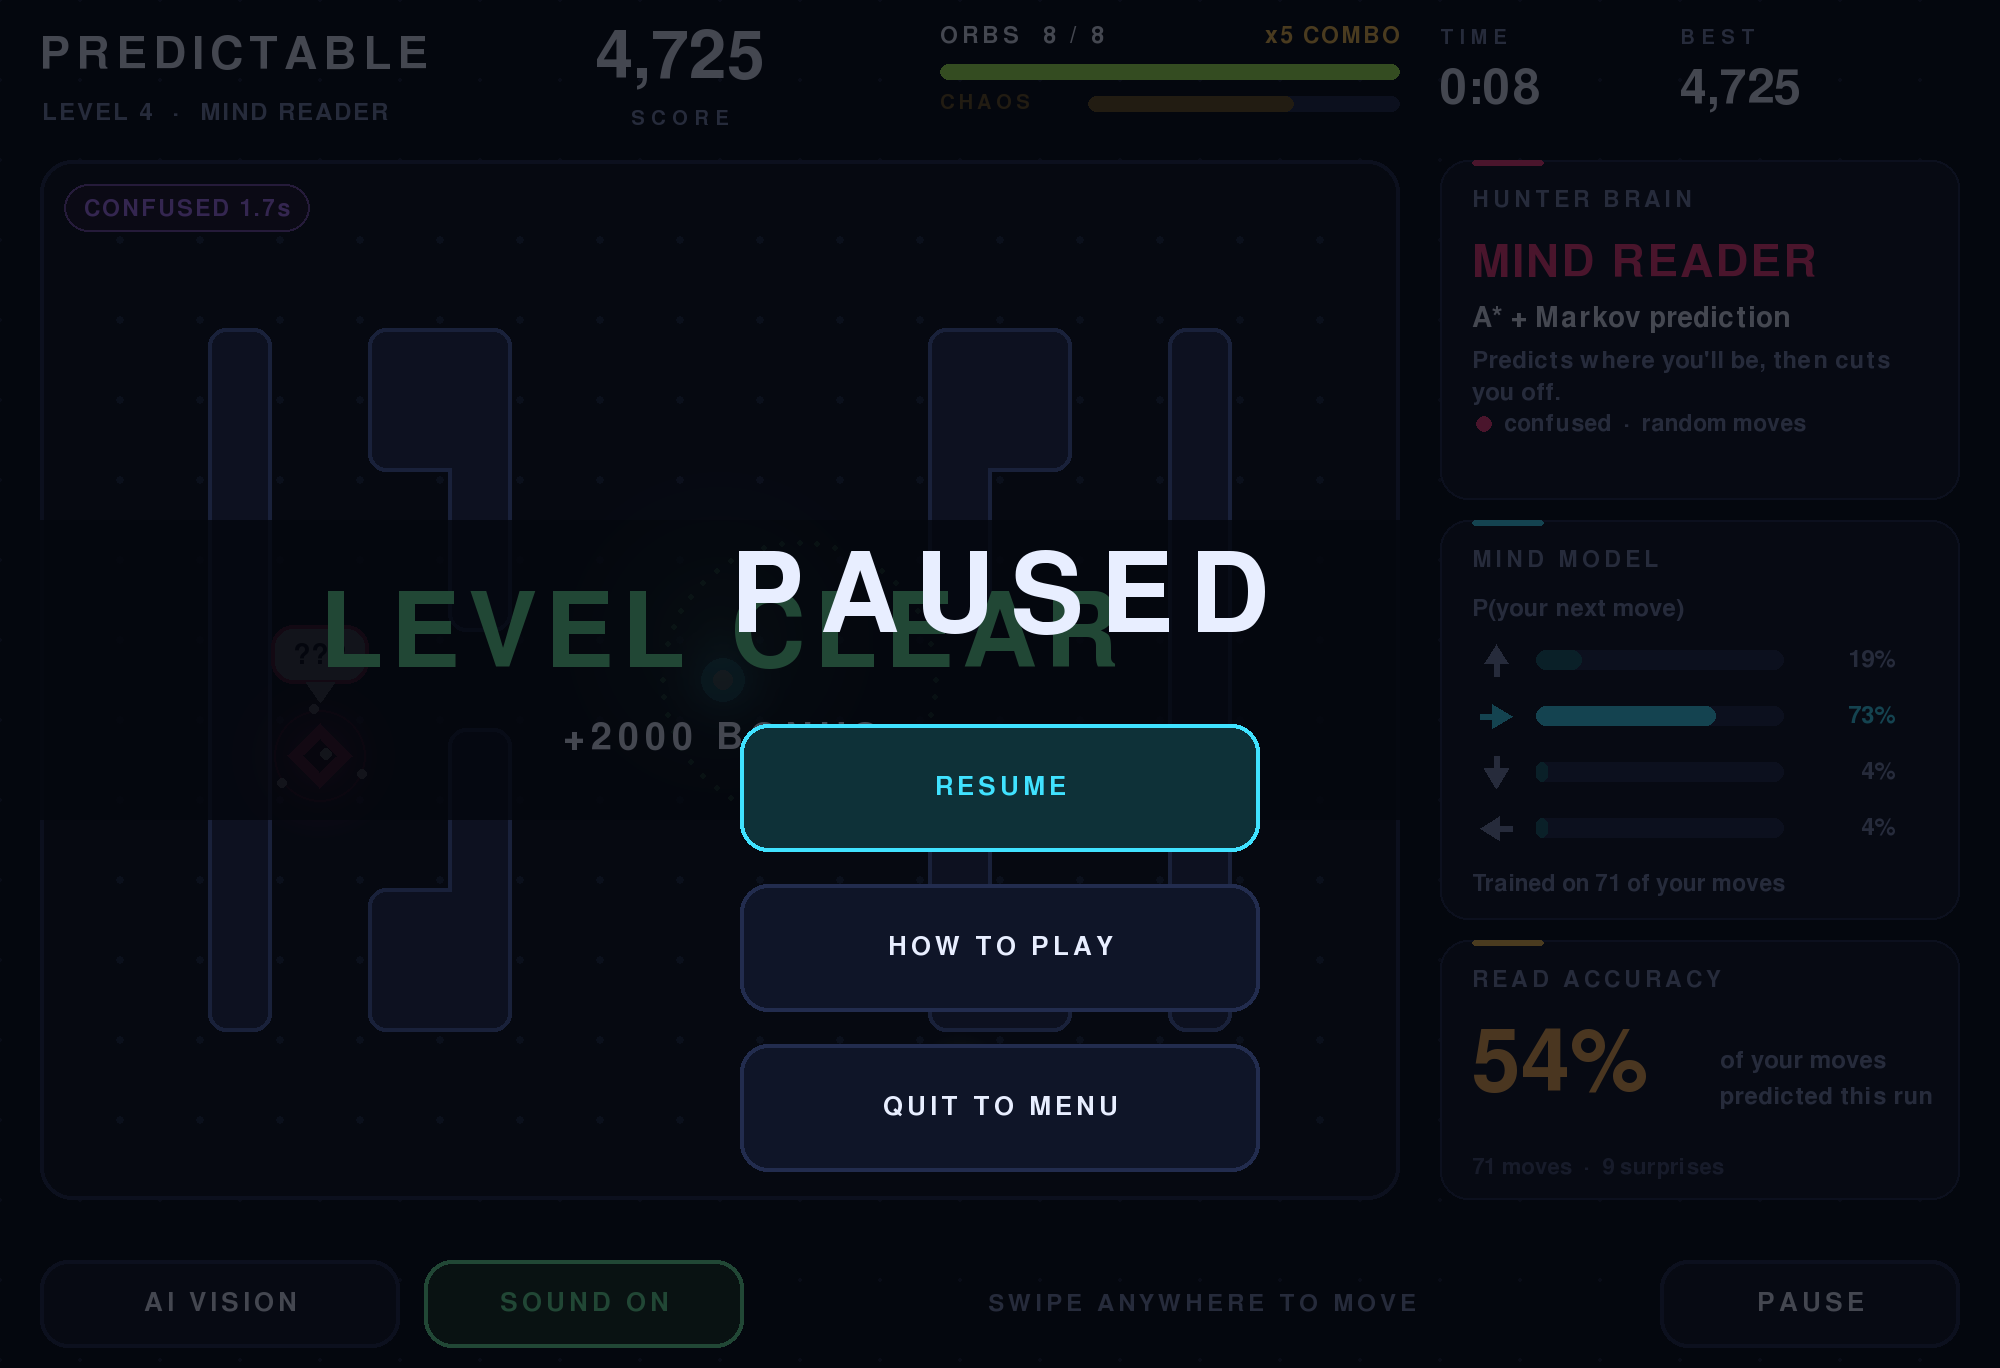 PREDICTABLE
LEVEL 4 · MIND READER
4,725
SCORE
ORBS 8 / 8
x5 COMBO
CHAOS
TIME
0:08
BEST
4,725
CONFUSED 1.7s
HUNTER BRAIN
MIND READER
A* + Markov prediction
Predicts where you'll be, then cuts
you off.
confused · random moves
PAUSED
LEVEL CLEAR
??
+2000
RESUME
HOW TO PLAY
QUIT TO MENU
MIND MODEL
P(your next move)
19%
73%
4%
4%
Trained on 71 of your moves
READ ACCURACY
54%
of your moves
predicted this run
71 moves · 9 surprises
AI VISION
SOUND ON
SWIPE ANYWHERE TO MOVE
PAUSE